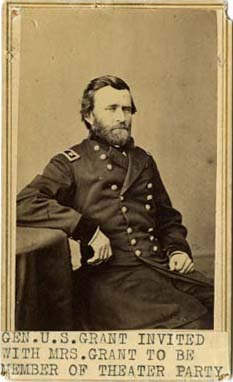 GEN.U.S.GRANT INVITED
WITH MRS.GRANT TO BE
MEMBER OF THEATER PARTY